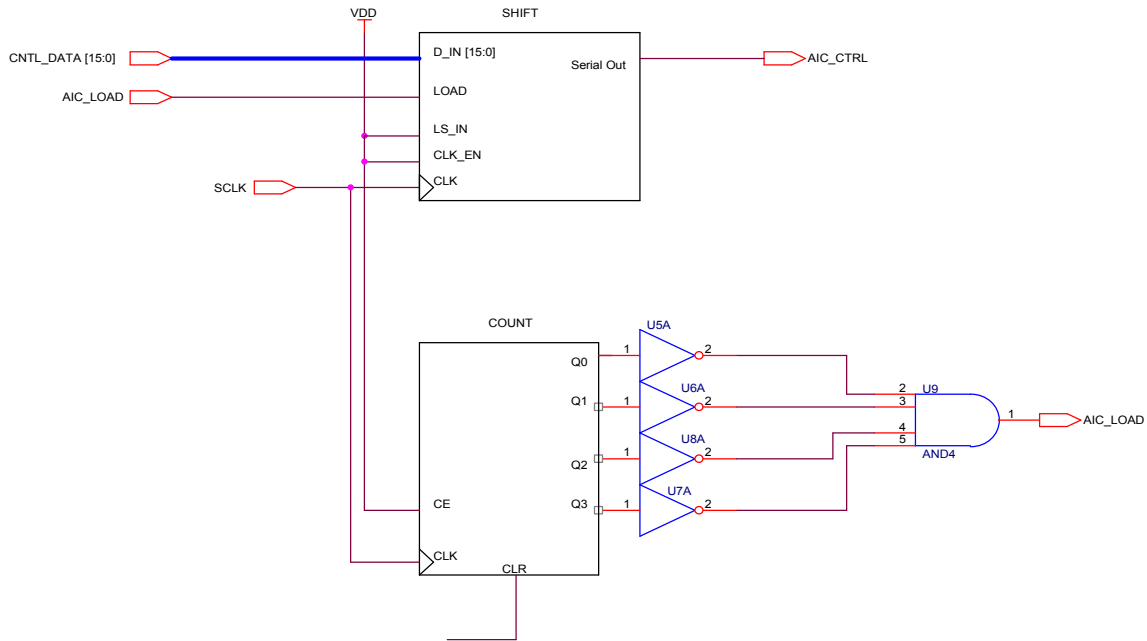 VDD
SHIFT
CNTL_DATA [15:0]
D_IN [15:0]
Serial Out
AIC_CTRL
AIC_LOAD
LOAD
LS_IN
CLK_EN
SCLK
CLK
COUNT
U5A
Q0
1
2
U6A
Q1
1
2
U9
2
3
1
AIC_LOAD
U8A
Q2
1
2
4
5
AND4
U7A
Q3
1
2
CE
CLK
CLR